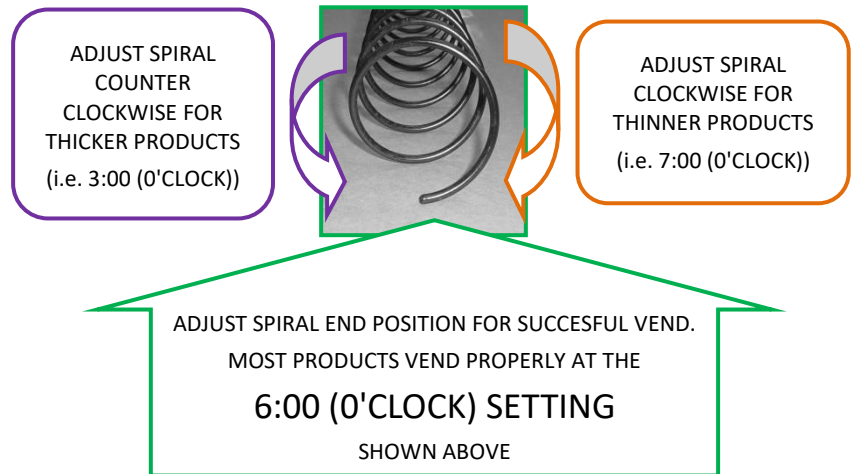 ADJUST SPIRAL
COUNTER
CLOCKWISE FOR
THICKER PRODUCTS
(i.e. 3:00 (0'CLOCK))
ADJUST SPIRAL
CLOCKWISE FOR
THINNER PRODUCTS
(i.e. 7:00 (0'CLOCK))
ADJUST SPIRAL END POSITION FOR SUCCESFUL VEND.
MOST PRODUCTS VEND PROPERLY AT THE
6:00 (0'CLOCK) SETTING
SHOWN ABOVE